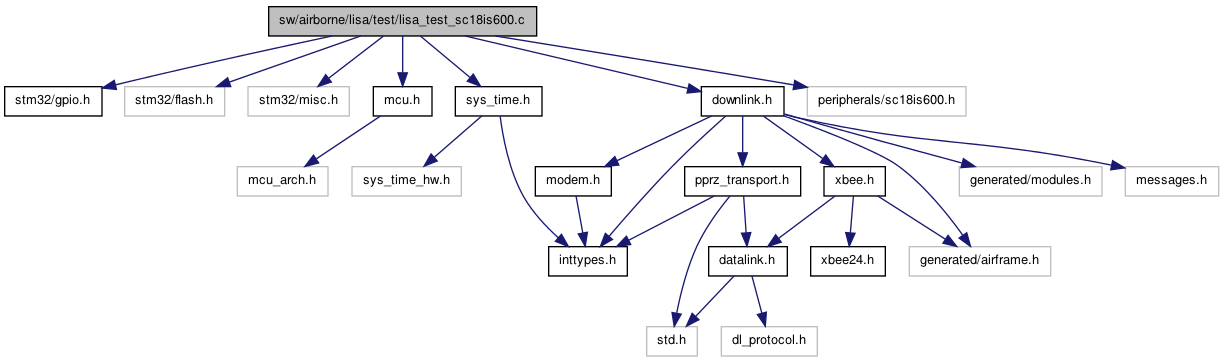 sw/airborne/lisa/test/lisa_test_sc18is600.c
stm32/gpio.h
stm32/flash.h
stm32/misc.h
mcu.h
sys_time.h
downlink.h
peripherals/sc18is600.h
mcu_arch.h
sys_time_hw.h
modem.h
pprz_transport.h
xbee.h
generated/modules.h
messages.h
inttypes.h
datalink.h
xbee24.h
generated/airframe.h
std.h
dl_protocol.h